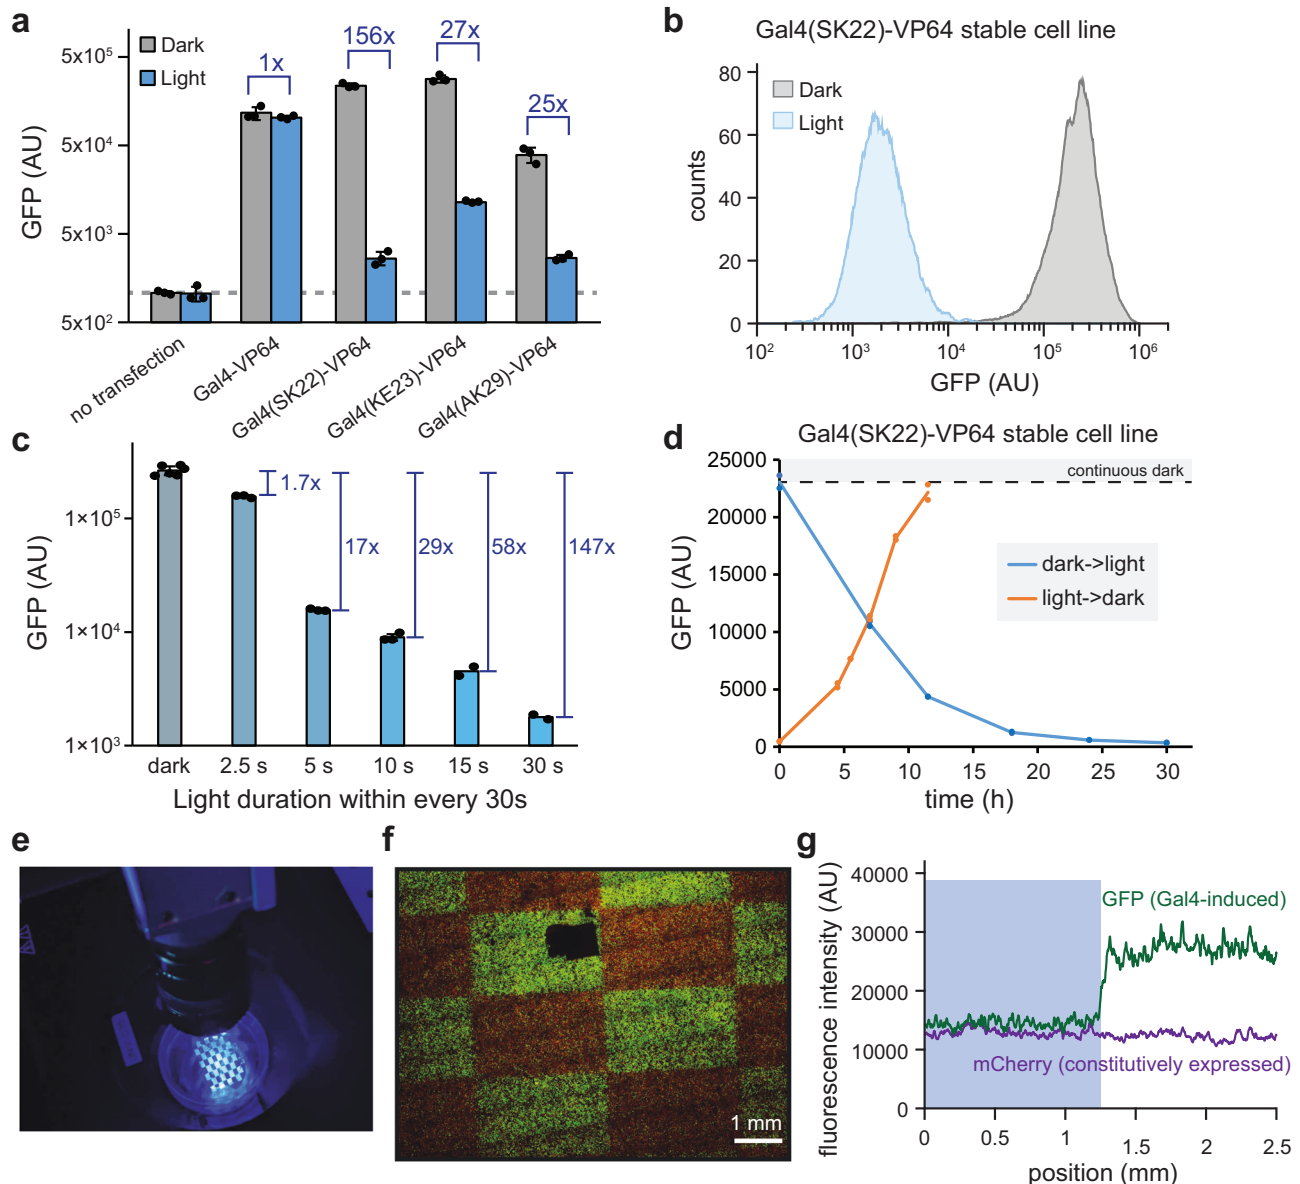 a
Dark
Light
1x
156x
27x
25x
GFP (AU)
5x10⁵
5x10⁴
5x10³
5x10²
no transfection
Gal4-VP64
Gal4(SK22)-VP64
Gal4(KE23)-VP64
Gal4(AK29)-VP64
b
Gal4(SK22)-VP64 stable cell line
Dark
Light
counts
80
60
40
20
0
10² 10³ 10⁴ 10⁵ 10⁶
GFP (AU)
c
GFP (AU)
1×10⁵
1×10⁴
1×10³
1.7x
17x
29x
58x
147x
dark 2.5 s 5 s 10 s 15 s 30 s
Light duration within every 30s
d
Gal4(SK22)-VP64 stable cell line
continuous dark
dark->light
light->dark
GFP (AU)
25000
20000
15000
10000
5000
0
0 5 10 15 20 25 30
time (h)
e
f
1 mm
g
fluorescence intensity (AU)
40000
30000
20000
10000
0
GFP (Gal4-induced)
mCherry (constitutively expressed)
0 0.5 1 1.5 2 2.5
position (mm)